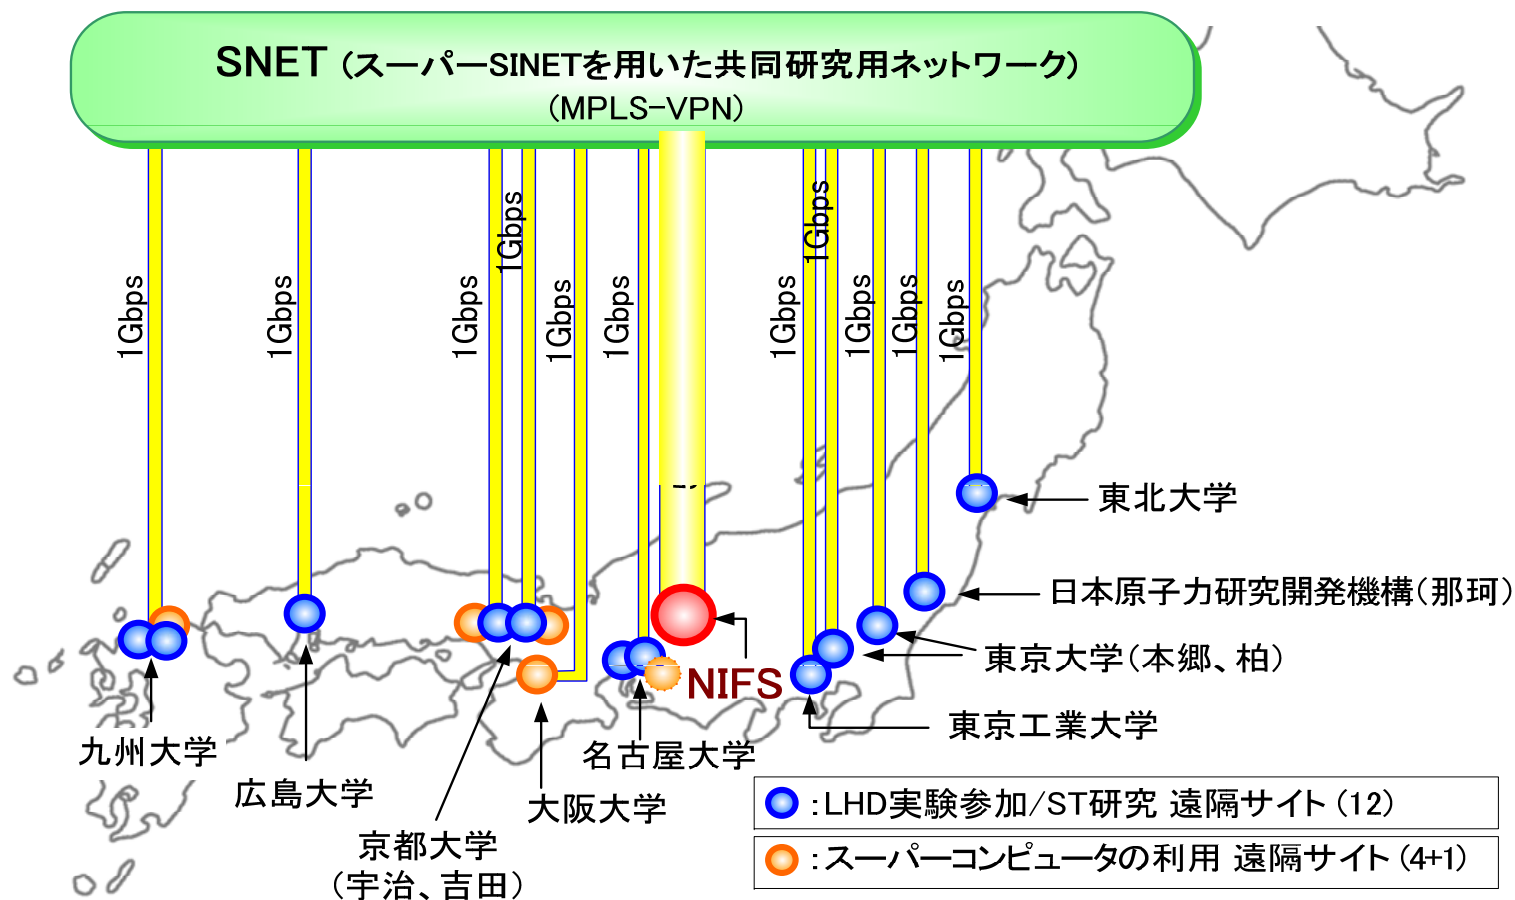 SNET (スーパーSINETを用いた共同研究用ネットワーク)
(MPLS-VPN)
1Gbps
1Gbps
1Gbps
1Gbps
1Gbps
1Gbps
1Gbps
1Gbps
1Gbps
1Gbps
1Gbps
東北大学
日本原子力研究開発機構(那珂)
東京大学(本郷、柏)
NIFS
東京工業大学
九州大学
名古屋大学
広島大学
大阪大学
京都大学
(宇治、吉田)
:LHD実験参加/ST研究 遠隔サイト (12)
:スーパーコンピュータの利用 遠隔サイト (4+1)